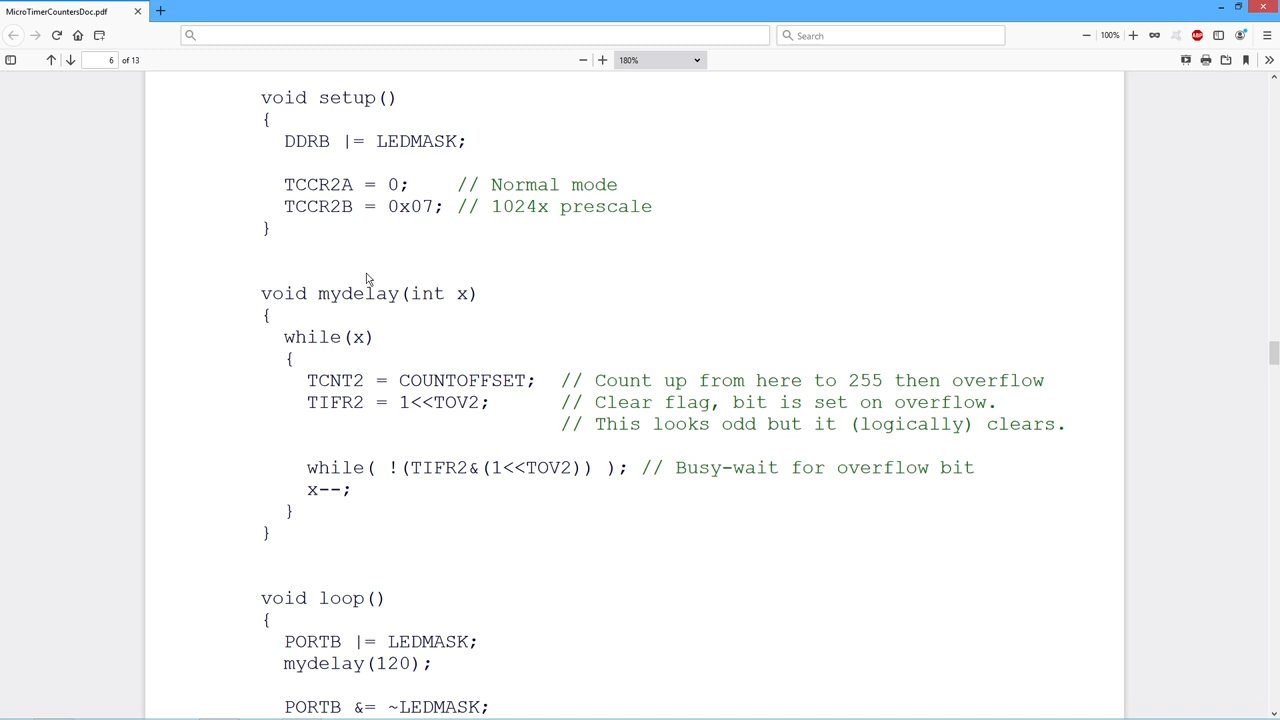 MicroTimerCountersDoc.pdf
Search
100%
6 of 13
180%
ABP
void setup()
{
DDRB |= LEDMASK;
TCCR2A = 0; // Normal mode
TCCR2B = 0x07; // 1024x prescale
}
void mydelay(int x)
{
while(x)
{
TCNT2 = COUNTOFFSET; // Count up from here to 255 then overflow
TIFR2 = 1<<TOV2; // Clear flag, bit is set on overflow.
// This looks odd but it (logically) clears.
while( !(TIFR2&(1<<TOV2)) ); // Busy-wait for overflow bit
x--;
}
}
void loop()
{
PORTB |= LEDMASK;
mydelay(120);
PORTB &= ~LEDMASK;